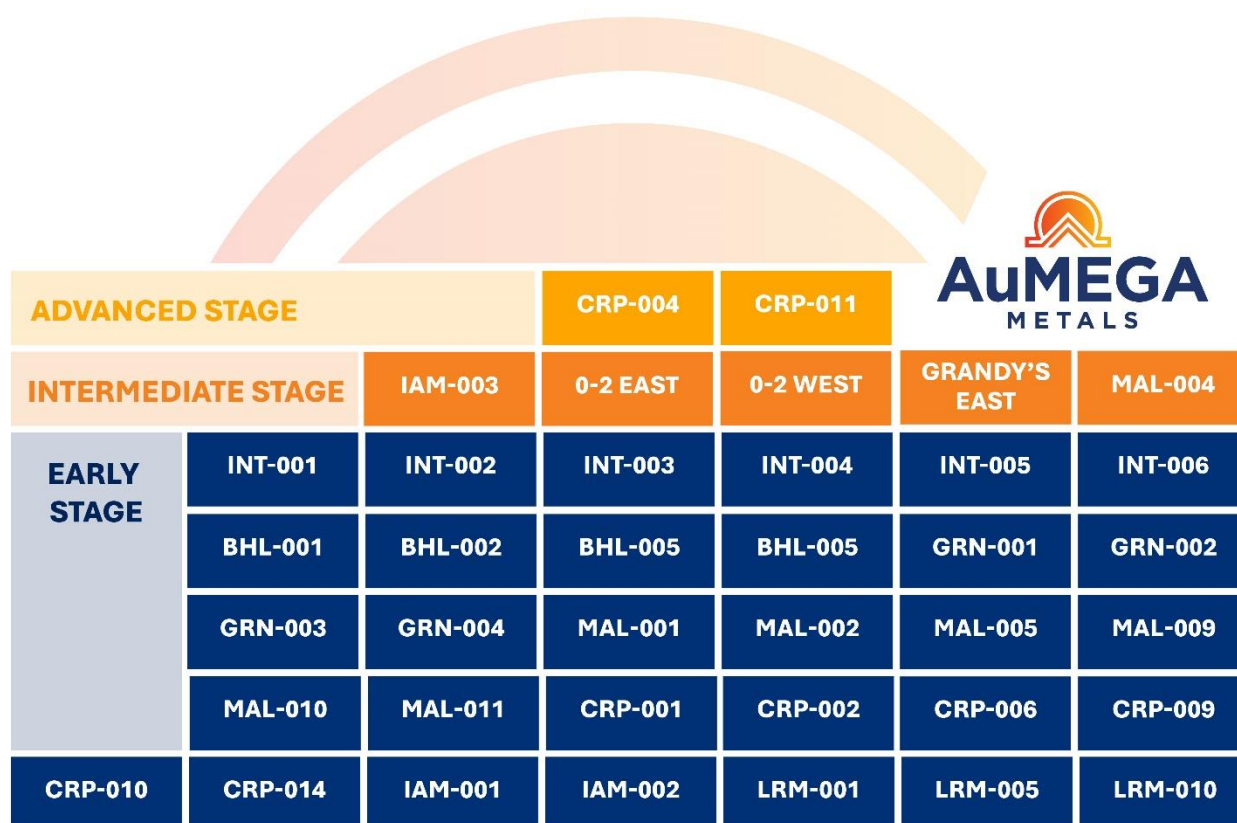 AuMEGA
METALS
ADVANCED STAGE CRP-004 CRP-011
INTERMEDIATE STAGE IAM-003 0-2 EAST 0-2 WEST GRANDY'S EAST MAL-004
EARLY STAGE INT-001 INT-002 INT-003 INT-004 INT-005 INT-006
BHL-001 BHL-002 BHL-005 BHL-005 GRN-001 GRN-002
GRN-003 GRN-004 MAL-001 MAL-002 MAL-005 MAL-009
MAL-010 MAL-011 CRP-001 CRP-002 CRP-006 CRP-009
CRP-010 CRP-014 IAM-001 IAM-002 LRM-001 LRM-005 LRM-010